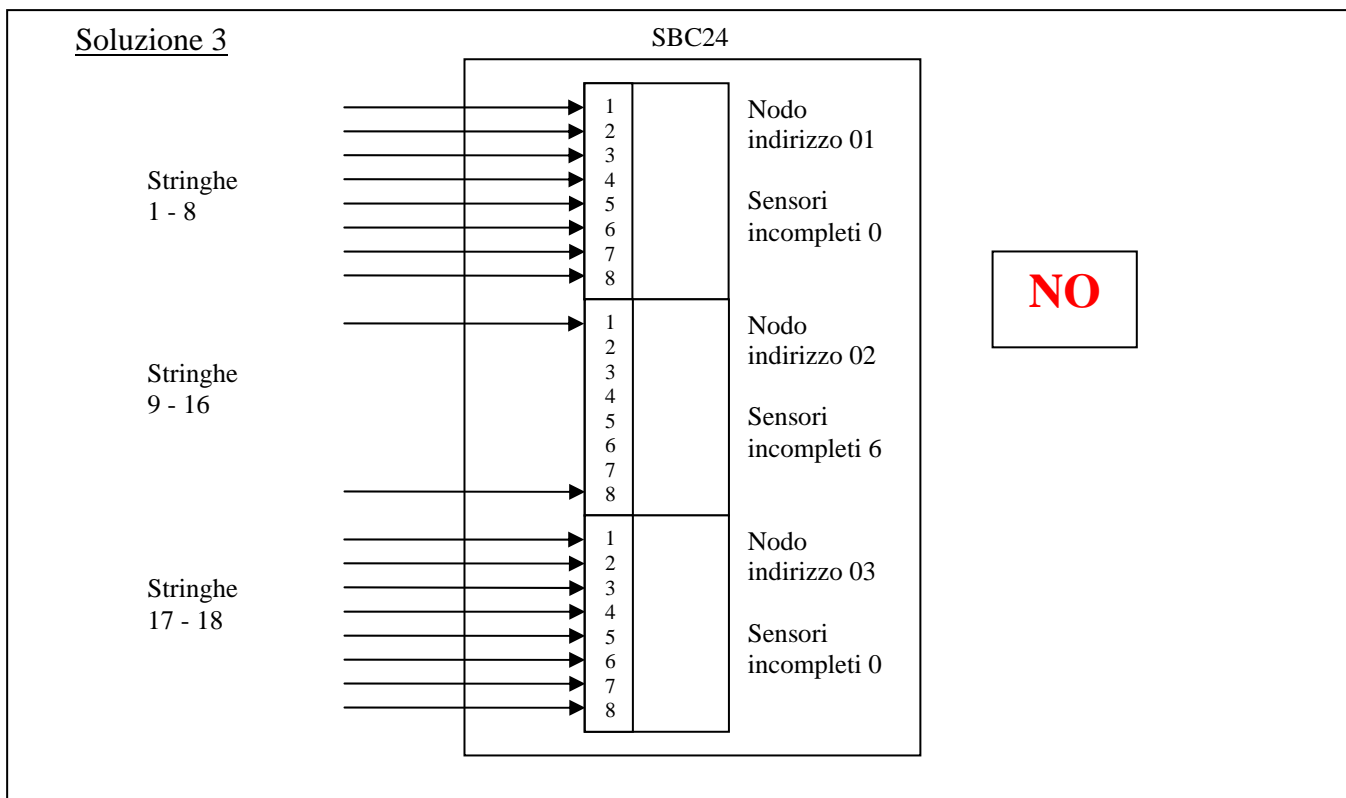 Soluzione 3
SBC24
Stringhe
1 - 8
1
2
3
4
5
6
7
8
Nodo
indirizzo 01
Sensori
incompleti 0
NO
Stringhe
9 - 16
1
2
3
4
5
6
7
8
Nodo
indirizzo 02
Sensori
incompleti 6
Stringhe
17 - 18
1
2
3
4
5
6
7
8
Nodo
indirizzo 03
Sensori
incompleti 0